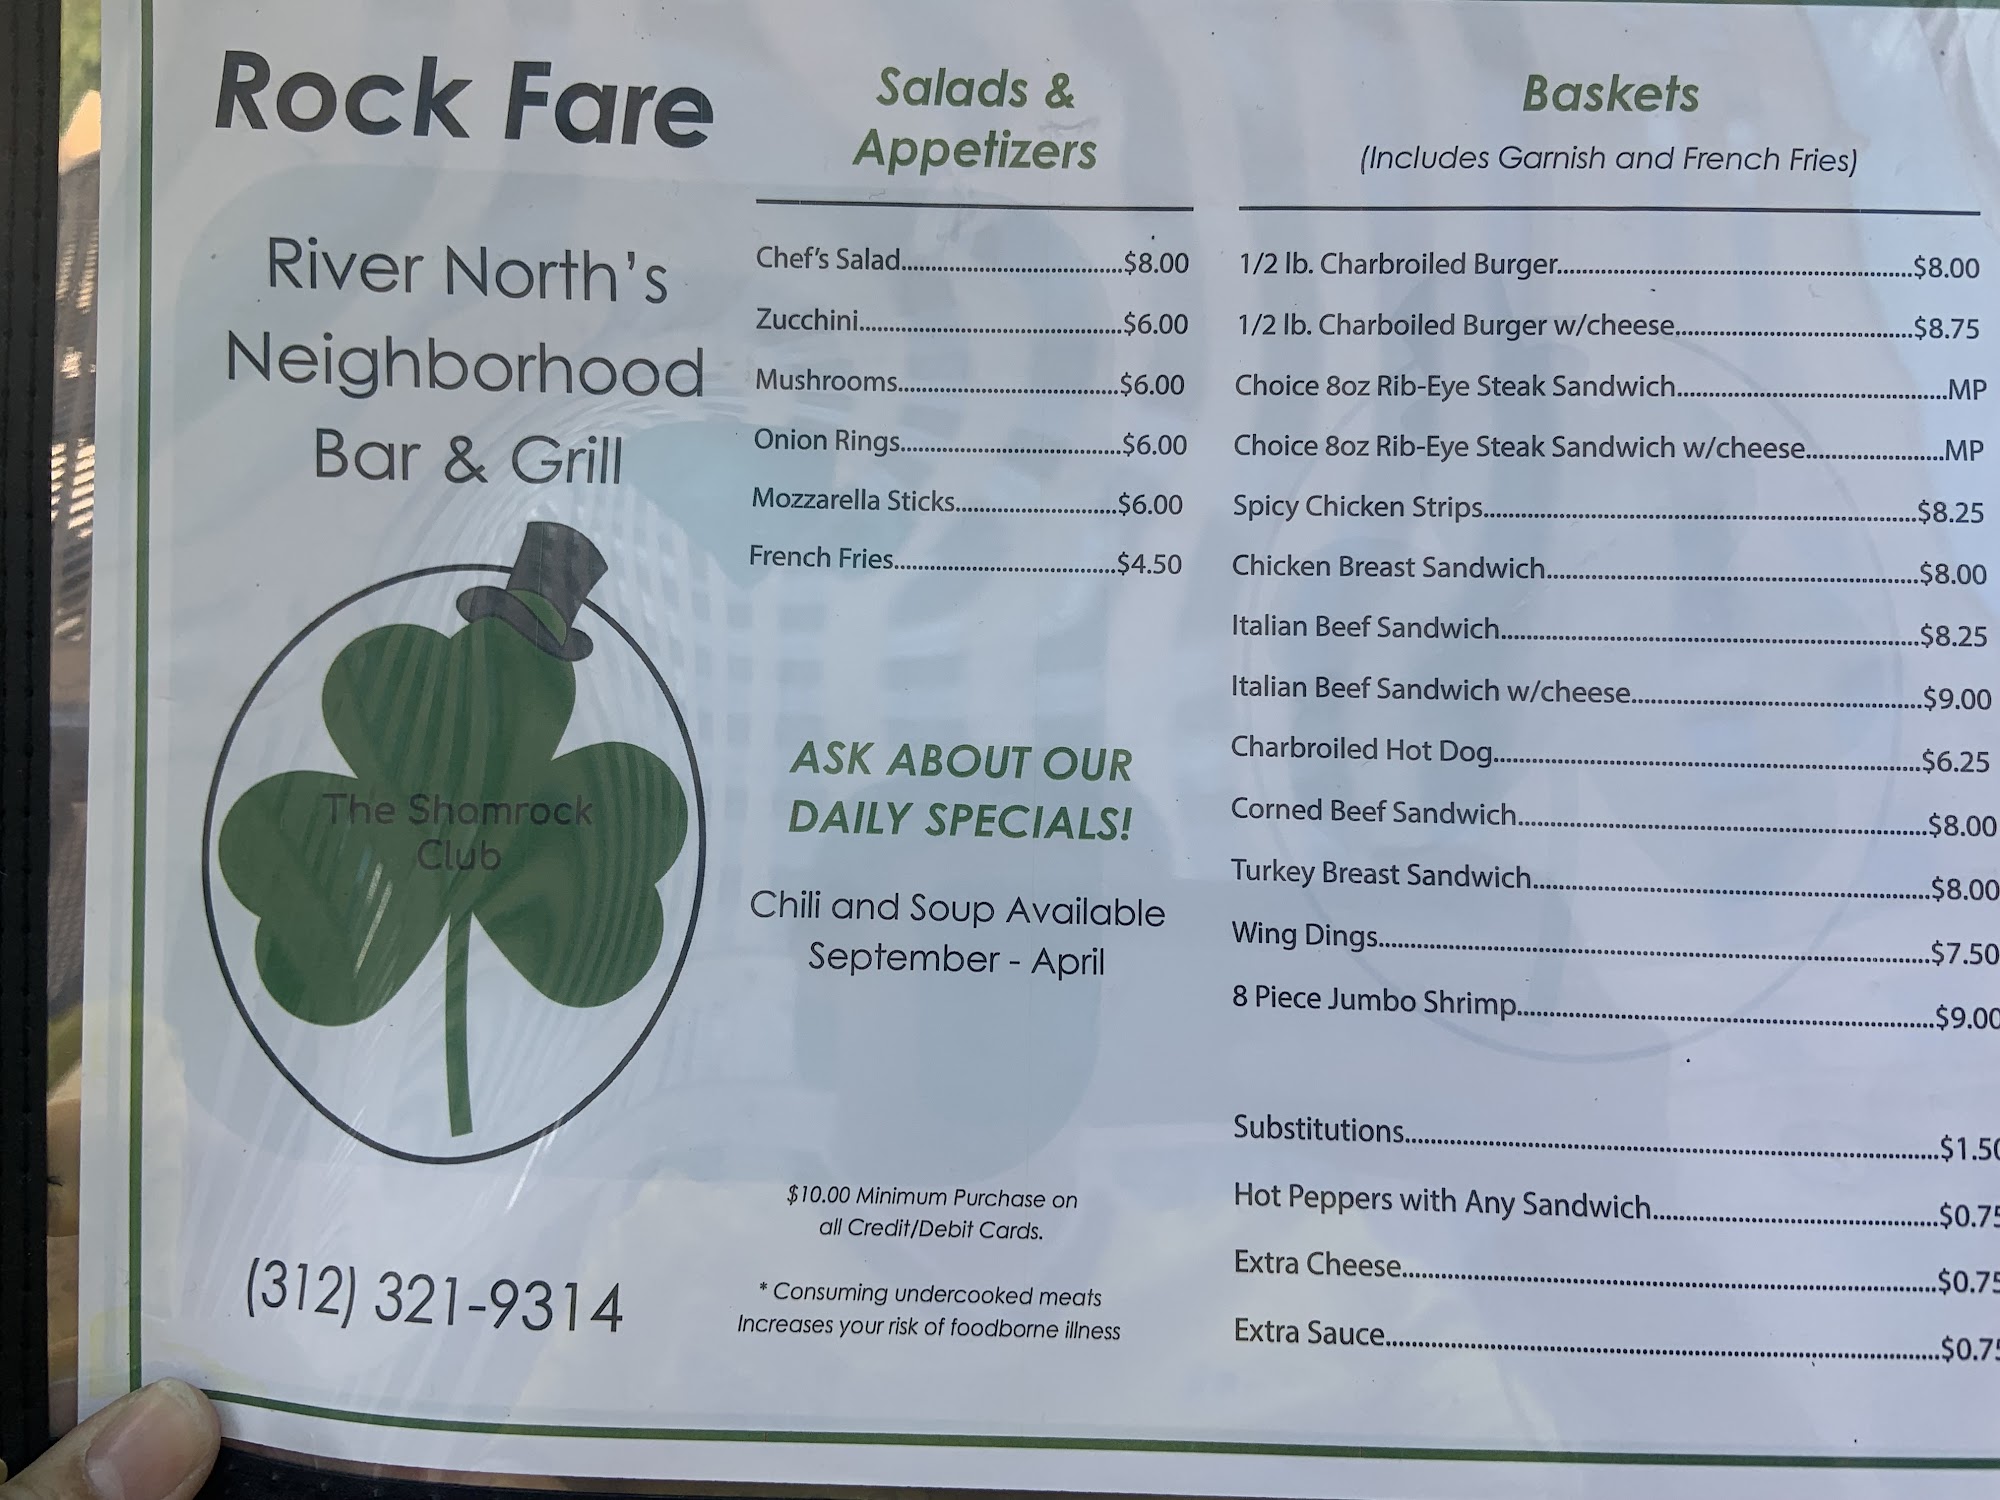 Rock Fare
River North's
Neighborhood
Bar & Grill
The Shamrock
Club
(312) 321-9314
Salads &
Appetizers
Chef's Salad $8.00
Zucchini $6.00
Mushrooms $6.00
Onion Rings $6.00
Mozzarella Sticks $6.00
French Fries $4.50
ASK ABOUT OUR
DAILY SPECIALS!
Chili and Soup Available
September - April
$10.00 Minimum Purchase on
all Credit/Debit Cards.
* Consuming undercooked meats
Increases your risk of foodborne illness
Baskets
(Includes Garnish and French Fries)
1/2 lb. Charbroiled Burger $8.00
1/2 lb. Charboiled Burger w/cheese $8.75
Choice 8oz Rib-Eye Steak Sandwich MP
Choice 8oz Rib-Eye Steak Sandwich w/cheese MP
Spicy Chicken Strips $8.25
Chicken Breast Sandwich $8.00
Italian Beef Sandwich $8.25
Italian Beef Sandwich w/cheese $9.00
Charbroiled Hot Dog $6.25
Corned Beef Sandwich $8.00
Turkey Breast Sandwich $8.00
Wing Dings $7.50
8 Piece Jumbo Shrimp $9.00
Substitutions $1.50
Hot Peppers with Any Sandwich $0.75
Extra Cheese $0.75
Extra Sauce $0.75